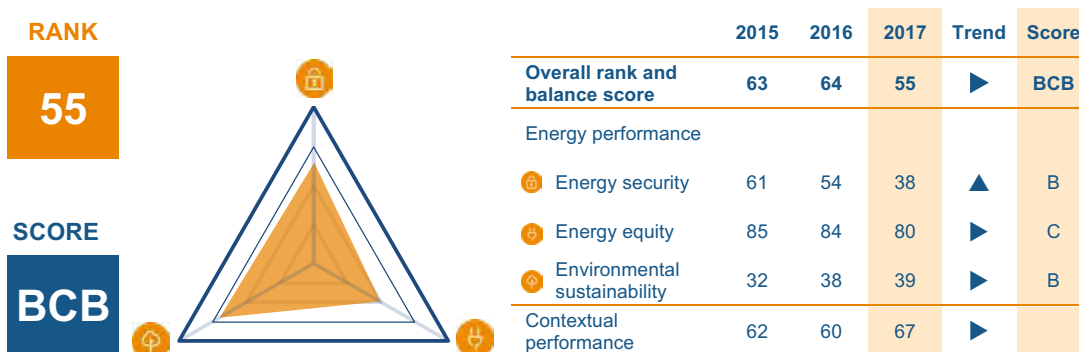 RANK
55
SCORE
BCB
2015 2016 2017 Trend Score
Overall rank and
balance score 63 64 55 BCB
Energy performance
Energy security 61 54 38 B
Energy equity 85 84 80 C
Environmental
sustainability 32 38 39 B
Contextual
performance 62 60 67